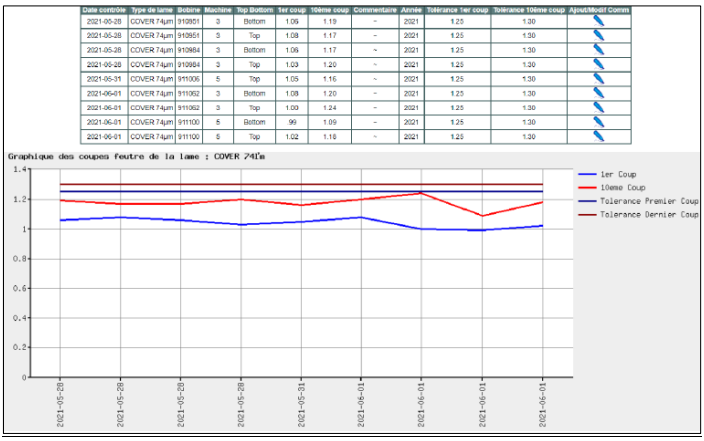 Date contrôle Type de lame Bobine Machine Top Bottom 1er coup 10ème coup Commentaire Année Tolérance 1er coup Tolérance 10ème coup Ajout/Modif Comm
2021-05-28 COVER 74µm 910951 3 Bottom 1.06 1.19 - 2021 1.25 1.30
2021-05-28 COVER 74µm 910951 3 Top 1.08 1.17 - 2021 1.25 1.30
2021-05-28 COVER 74µm 910984 3 Bottom 1.06 1.17 - 2021 1.25 1.30
2021-05-28 COVER 74µm 910984 3 Top 1.03 1.20 - 2021 1.25 1.30
2021-05-31 COVER 74µm 911006 5 Top 1.05 1.16 - 2021 1.25 1.30
2021-06-01 COVER 74µm 911062 3 Bottom 1.08 1.20 - 2021 1.25 1.30
2021-06-01 COVER 74µm 911062 3 Top 1.00 1.24 - 2021 1.25 1.30
2021-06-01 COVER 74µm 911100 5 Bottom .99 1.09 - 2021 1.25 1.30
2021-06-01 COVER 74µm 911100 5 Top 1.02 1.18 - 2021 1.25 1.30
Graphique des coupes feutre de la lame : COVER 74
1.4
1.2
1
0.8
0.6
0.4
0.2
0
2021-05-28
2021-05-28
2021-05-28
2021-05-28
2021-05-31
2021-06-01
2021-06-01
2021-06-01
2021-06-01
1er Coup
10eme Coup
Tolerance Premier Coup
Tolerance Dernier Coup